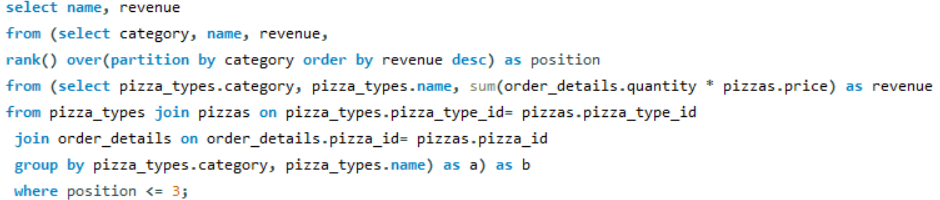 select name, revenue
from (select category, name, revenue,
rank() over(partition by category order by revenue desc) as position
from (select pizza_types.category, pizza_types.name, sum(order_details.quantity * pizzas.price) as revenue
from pizza_types join pizzas on pizza_types.pizza_type_id= pizzas.pizza_type_id
join order_details on order_details.pizza_id= pizzas.pizza_id
group by pizza_types.category, pizza_types.name) as a) as b
where position <= 3;